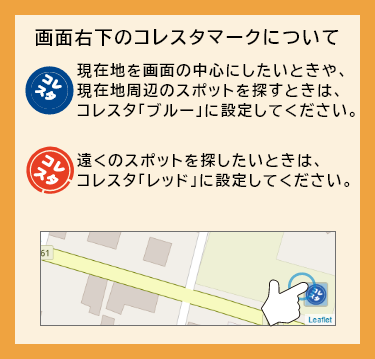 画面右下のコレスタマークについて
コレ
スタ
現在地を画面の中心にしたいときや、
現在地周辺のスポットを探すときは、
コレスタ「ブルー」に設定してください。
コレ
スタ
遠くのスポットを探したいときは、
コレスタ「レッド」に設定してください。
61
コレ
スタ
Leaflet